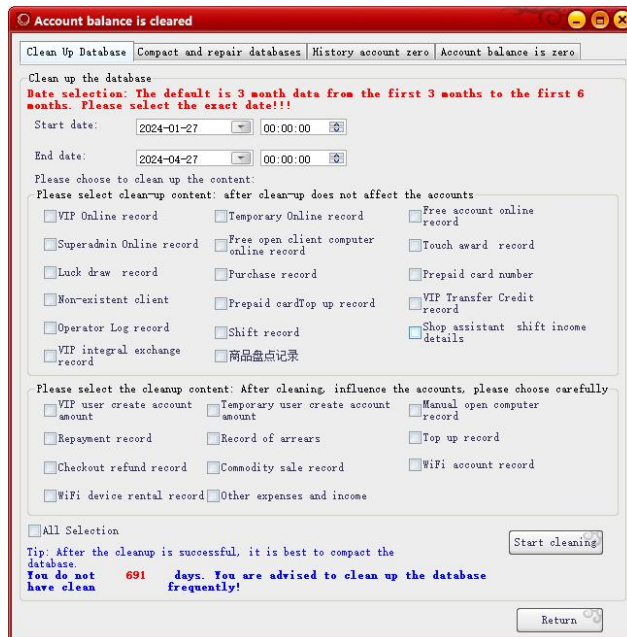 Account balance is cleared
Clean Up Database Compact and repair databases History account zero Account balance is zero
Clean up the database
Date selection: The default is 3 month data from the first 3 months to the first 6
months. Please select the exact date!!!
Start date: 2024-01-27 00:00:00
End date: 2024-04-27 00:00:00
Please choose to clean up the content:
Please select clean-up content: after clean-up does not affect the accounts
VIP Online record Temporary Online record Free account online
record
Superadmin Online record Free open client computer
online record Touch award record
Luck draw record Purchase record Prepaid card number
Non-existent client Prepaid cardTop up record VIP Transfer Credit
record
Operator Log record Shift record Shop assistant shift income
details
VIP integral exchange
record 商品盘点记录
Please select the cleanup content: After cleaning, influence the accounts, please choose carefully
VIP user create account
amount Temporary user create account
amount Manual open computer
record
Repayment record Record of arrears Top up record
Checkout refund record Commodity sale record WiFi account record
WiFi device rental record Other expenses and income
All Selection
Start cleaning
Tip: After the cleanup is successful, it is best to compact the
database.
You do not 691 days. You are advised to clean up the database
have clean frequently!
Return